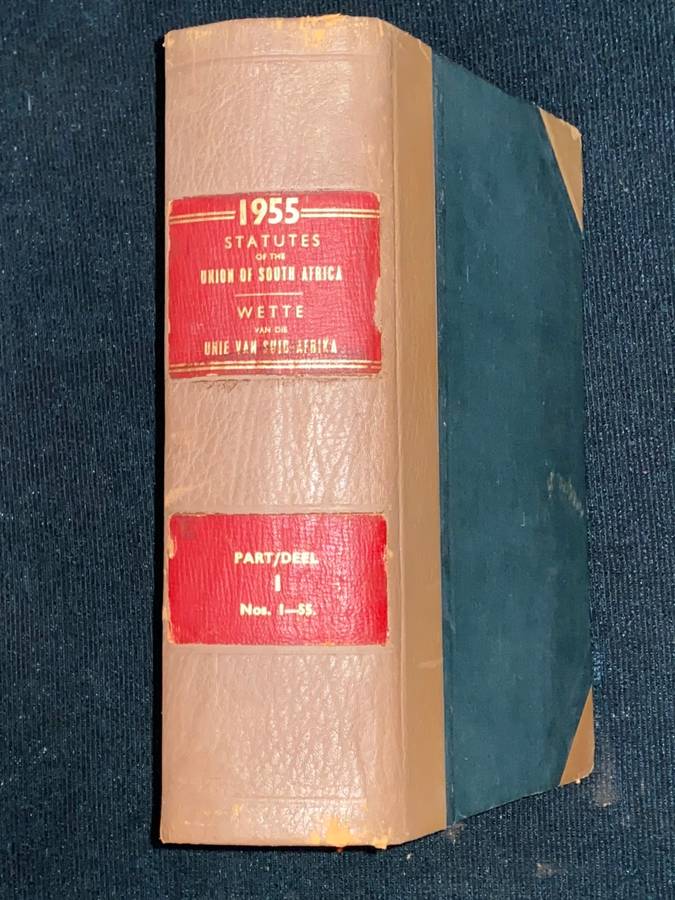 1955
STATUTES
OF THE
UNION OF SOUTH AFRICA
WETTE
VAN DIE
UNIE VAN SUID-AFRIKA
PART/DEEL
I
Nos. 1—55.